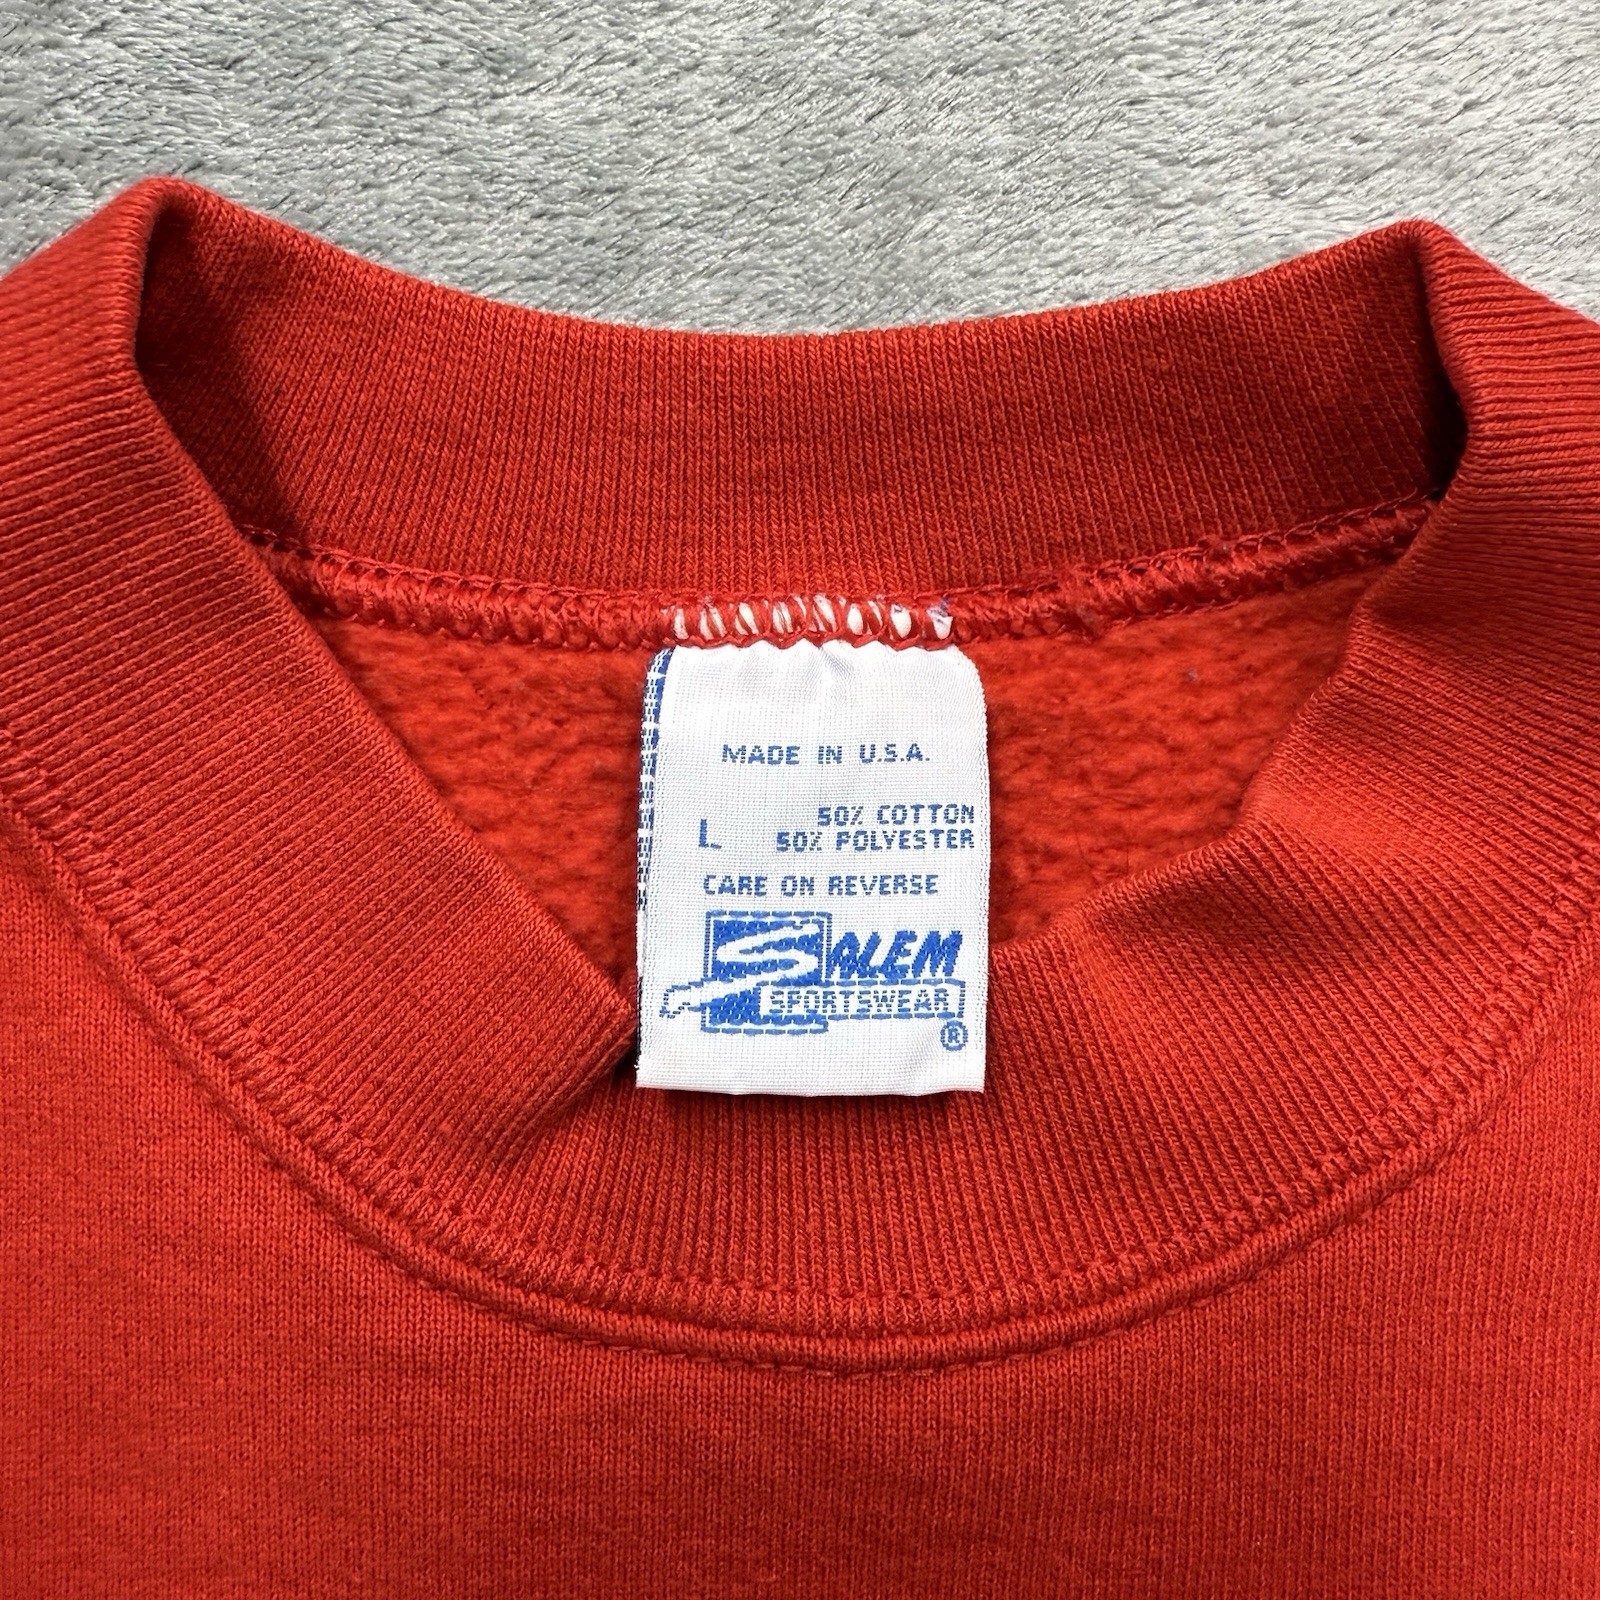 MADE IN U.S.A.
50% COTTON
L 50% POLYESTER
CARE ON REVERSE
SALEM
SPORTSWEAR
®